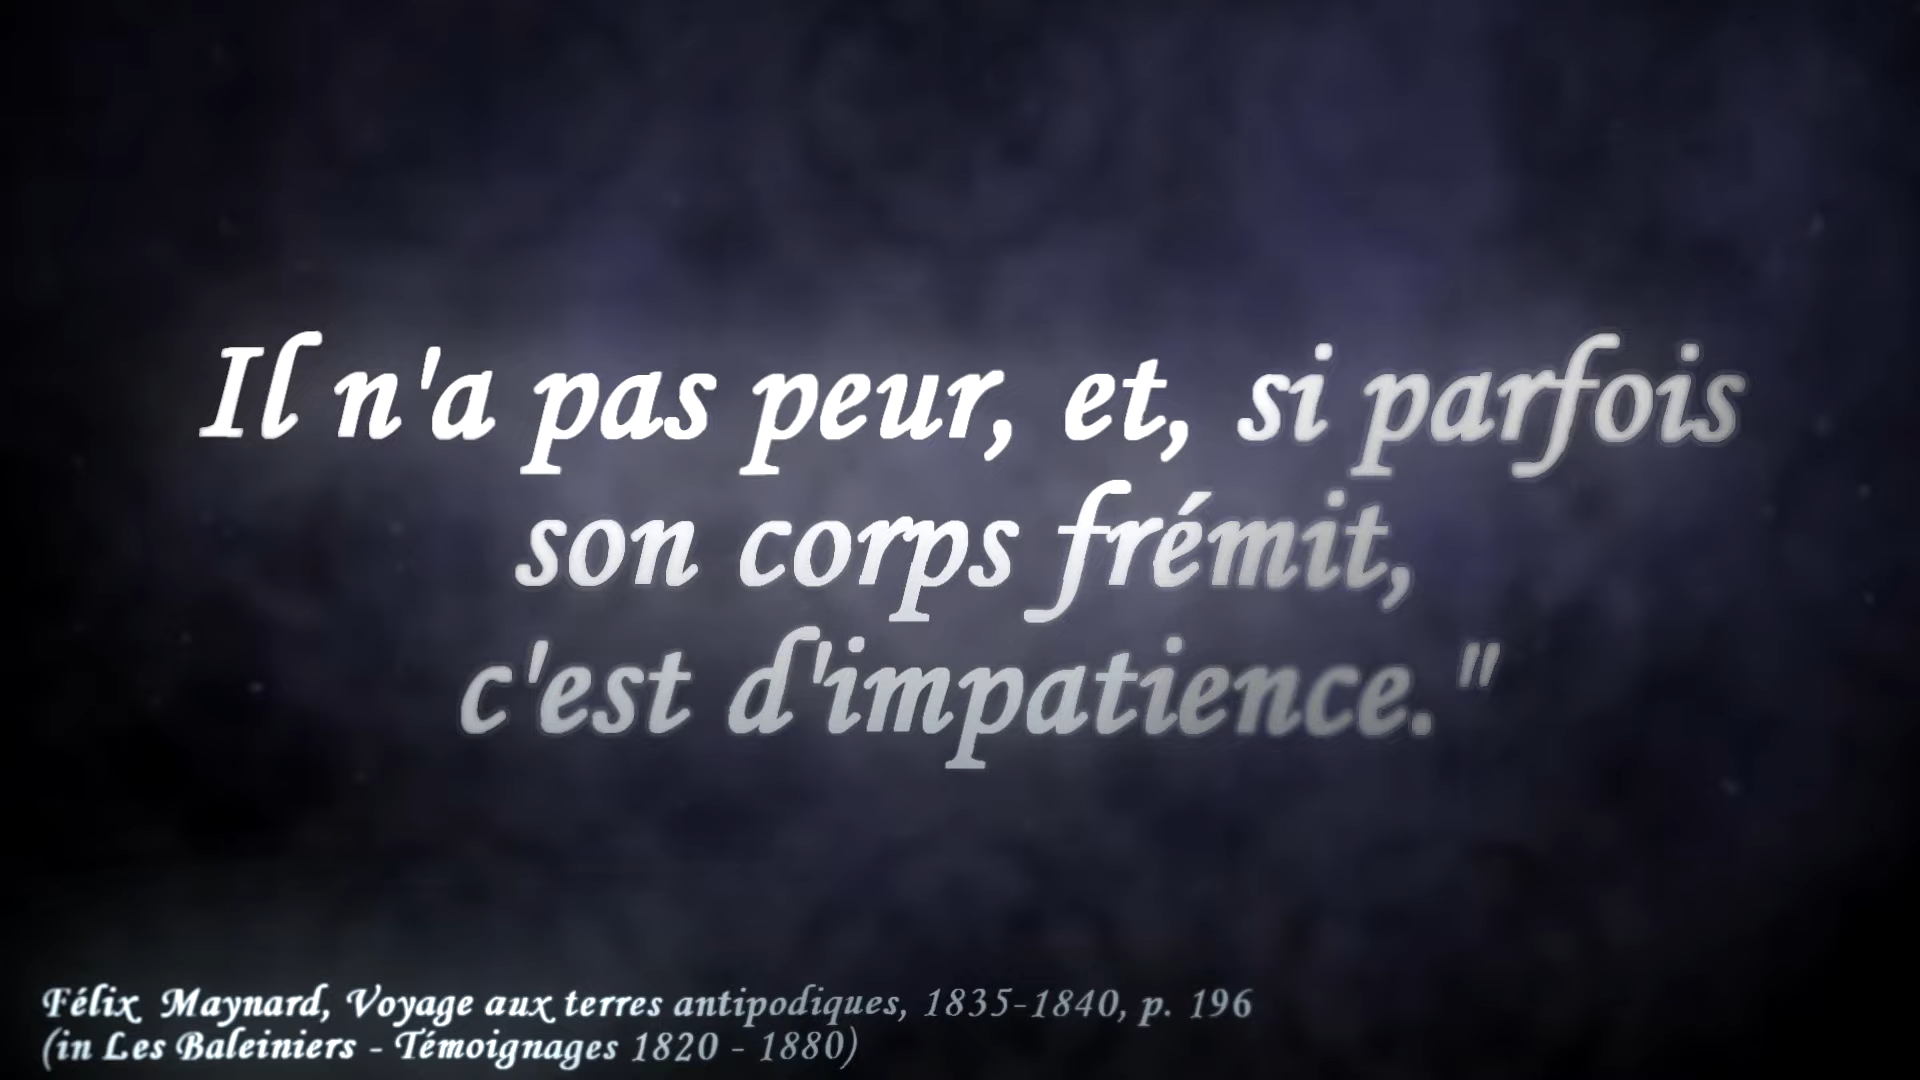 Il n'a pas peur, et, si parfois
son corps frémit,
c'est d'impatience."
Félix Maynard, Voyage aux terres antipodiques, 1835-1840, p. 196
(in Les Baleiniers - Témoignages 1820 - 1880)